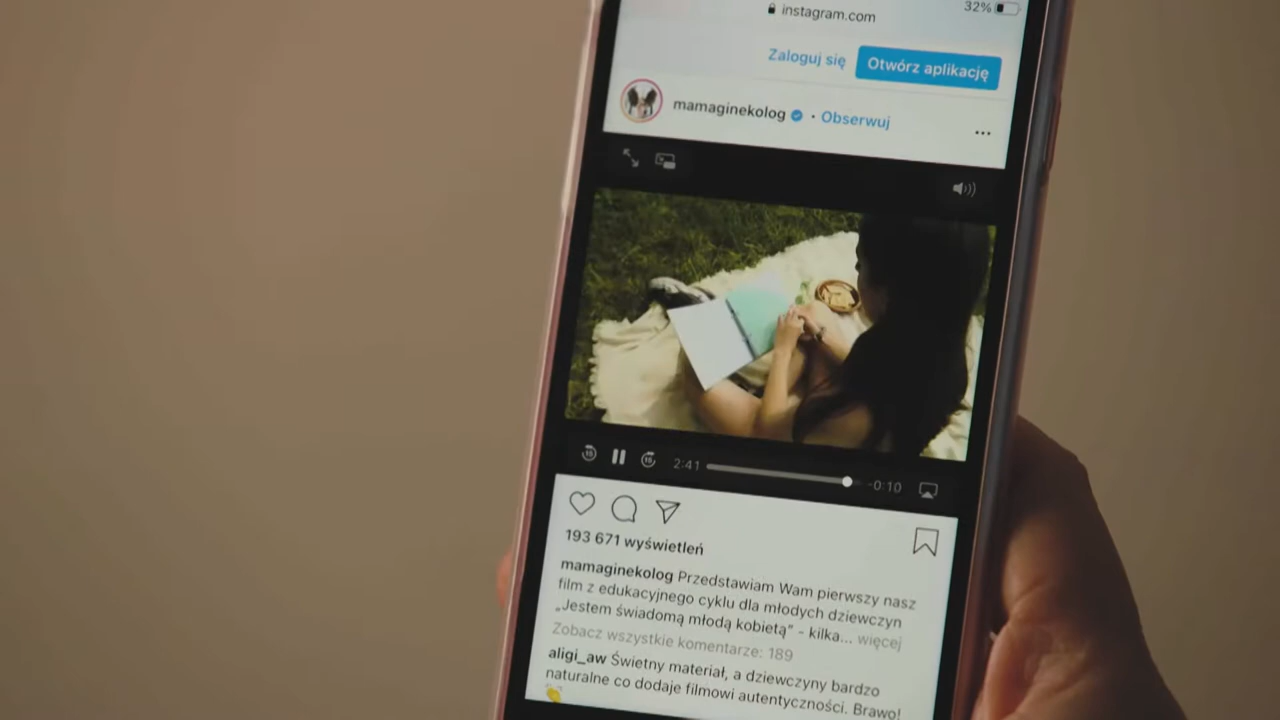 instagram.com
32%
Zaloguj się
Otwórz aplikację
mamaginekolog • Obserwuj
15
15
2:41
-0:10
193 671 wyświetleń
mamaginekolog Przedstawiam Wam pierwszy nasz
film z edukacyjnego cyklu dla młodych dziewczyn
„Jestem świadomą młodą kobietą” - kilka... więcej
Zobacz wszystkie komentarze: 189
aligi_aw Świetny materiał, a dziewczyny bardzo
naturalne co dodaje filmowi autentyczności. Brawo!